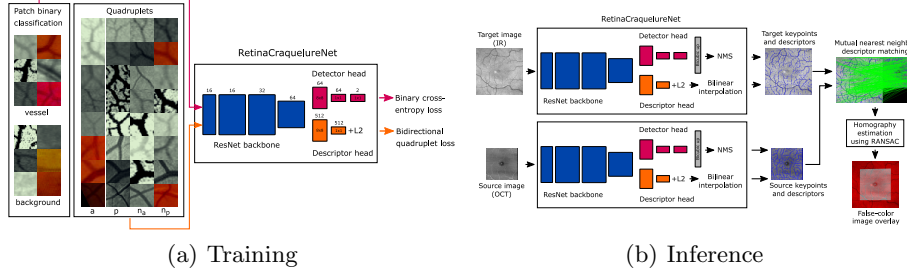 Patch binary
classification
vessel
background
Quadruplets
a p nₐ nₚ
RetinaCraquelureNet
16 16 32 64
ResNet backbone
Detector head
64
64 2
Descriptor head
512
512
+L2
Binary cross-
entropy loss
Bidirectional
quadruplet loss
(a) Training
RetinaCraquelureNet
Target image
(IR)
ResNet backbone
Detector head
NMS
+L2
Bilinear
interpolation
Descriptor head
Target keypoints
and descriptors
Source image
(OCT)
ResNet backbone
Detector head
NMS
+L2
Bilinear
interpolation
Descriptor head
Source keypoints
and descriptors
Mutual nearest neighbor
descriptor matching
Homography
estimation
using RANSAC
False-color
image overlay
(b) Inference